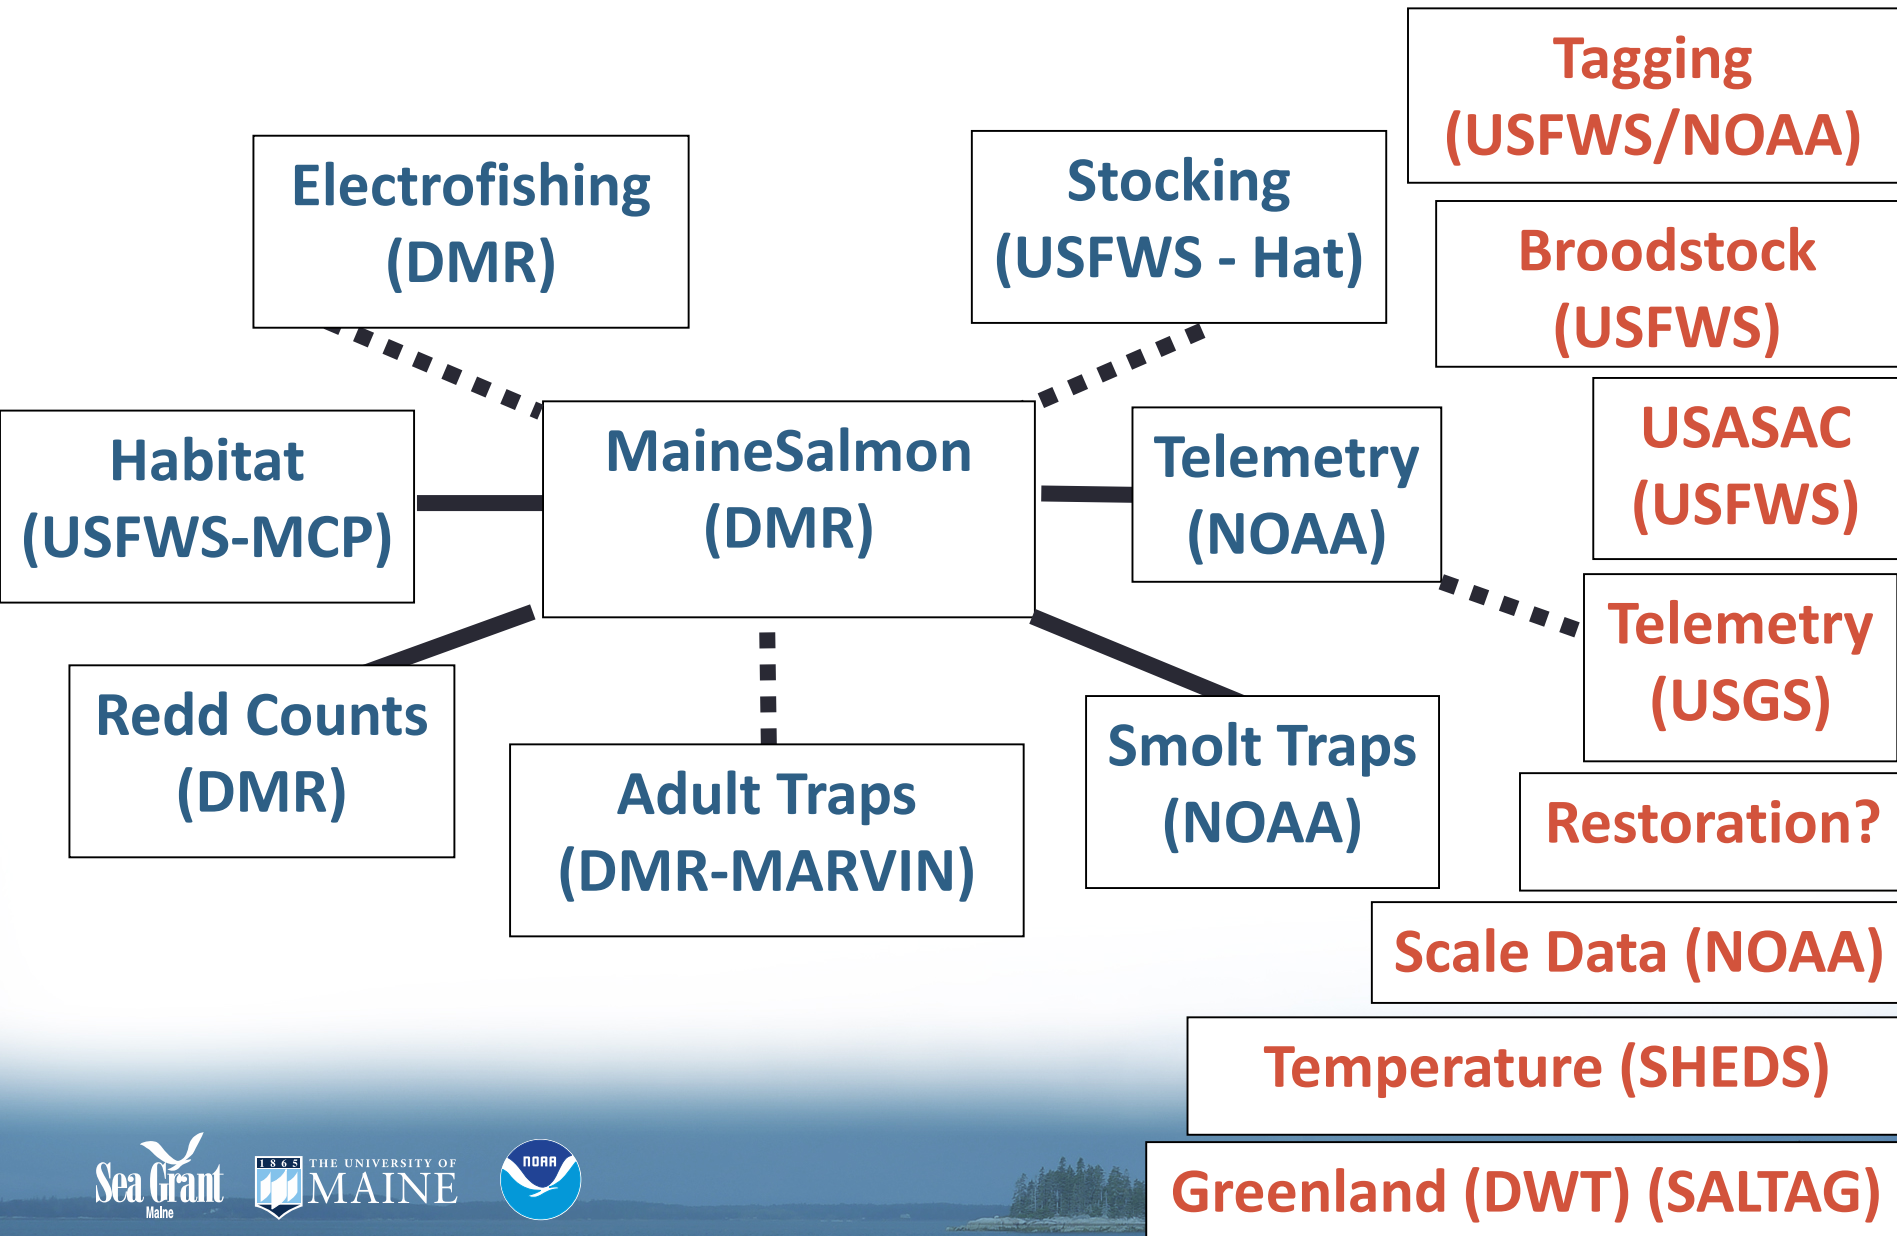 Tagging
(USFWS/NOAA)
Electrofishing
(DMR)
Stocking
(USFWS - Hat)
Broodstock
(USFWS)
Habitat
(USFWS-MCP)
MaineSalmon
(DMR)
Telemetry
(NOAA)
USASAC
(USFWS)
Telemetry
(USGS)
Redd Counts
(DMR)
Adult Traps
(DMR-MARVIN)
Smolt Traps
(NOAA)
Restoration?
Scale Data (NOAA)
Temperature (SHEDS)
Greenland (DWT) (SALTAG)
Sea Grant
Maine
1865
THE UNIVERSITY OF
MAINE
NOAA